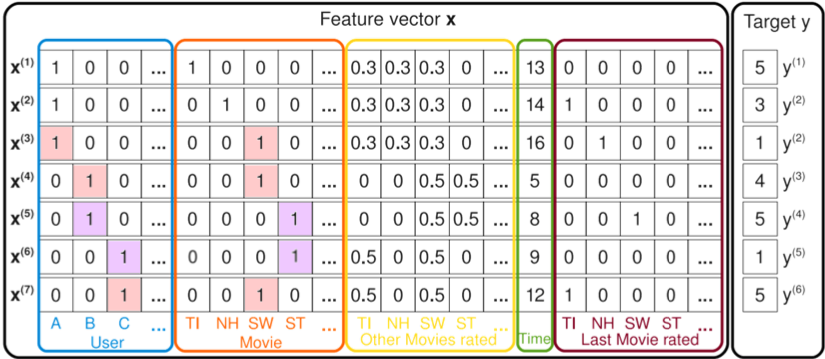 Feature vector x Target y
x(1) 1 0 0 ... 1 0 0 0 ... 0.3 0.3 0.3 0 ... 13 0 0 0 0 ... 5 y(1)
x(2) 1 0 0 ... 0 1 0 0 ... 0.3 0.3 0.3 0 ... 14 1 0 0 0 ... 3 y(2)
x(3) 1 0 0 ... 0 0 1 0 ... 0.3 0.3 0.3 0 ... 16 0 1 0 0 ... 1 y(2)
x(4) 0 1 0 ... 0 0 1 0 ... 0 0 0.5 0.5 ... 5 0 0 0 0 ... 4 y(3)
x(5) 0 1 0 ... 0 0 0 1 ... 0 0 0.5 0.5 ... 8 0 0 1 0 ... 5 y(4)
x(6) 0 0 1 ... 0 0 0 1 ... 0.5 0 0.5 0 ... 9 0 0 0 0 ... 1 y(5)
x(7) 0 0 1 ... 0 0 1 0 ... 0.5 0 0.5 0 ... 12 1 0 0 0 ... 5 y(6)
A B C ... TI NH SW ST ... TI NH SW ST ... TI NH SW ST ...
User Movie Other Movies rated Time Last Movie rated